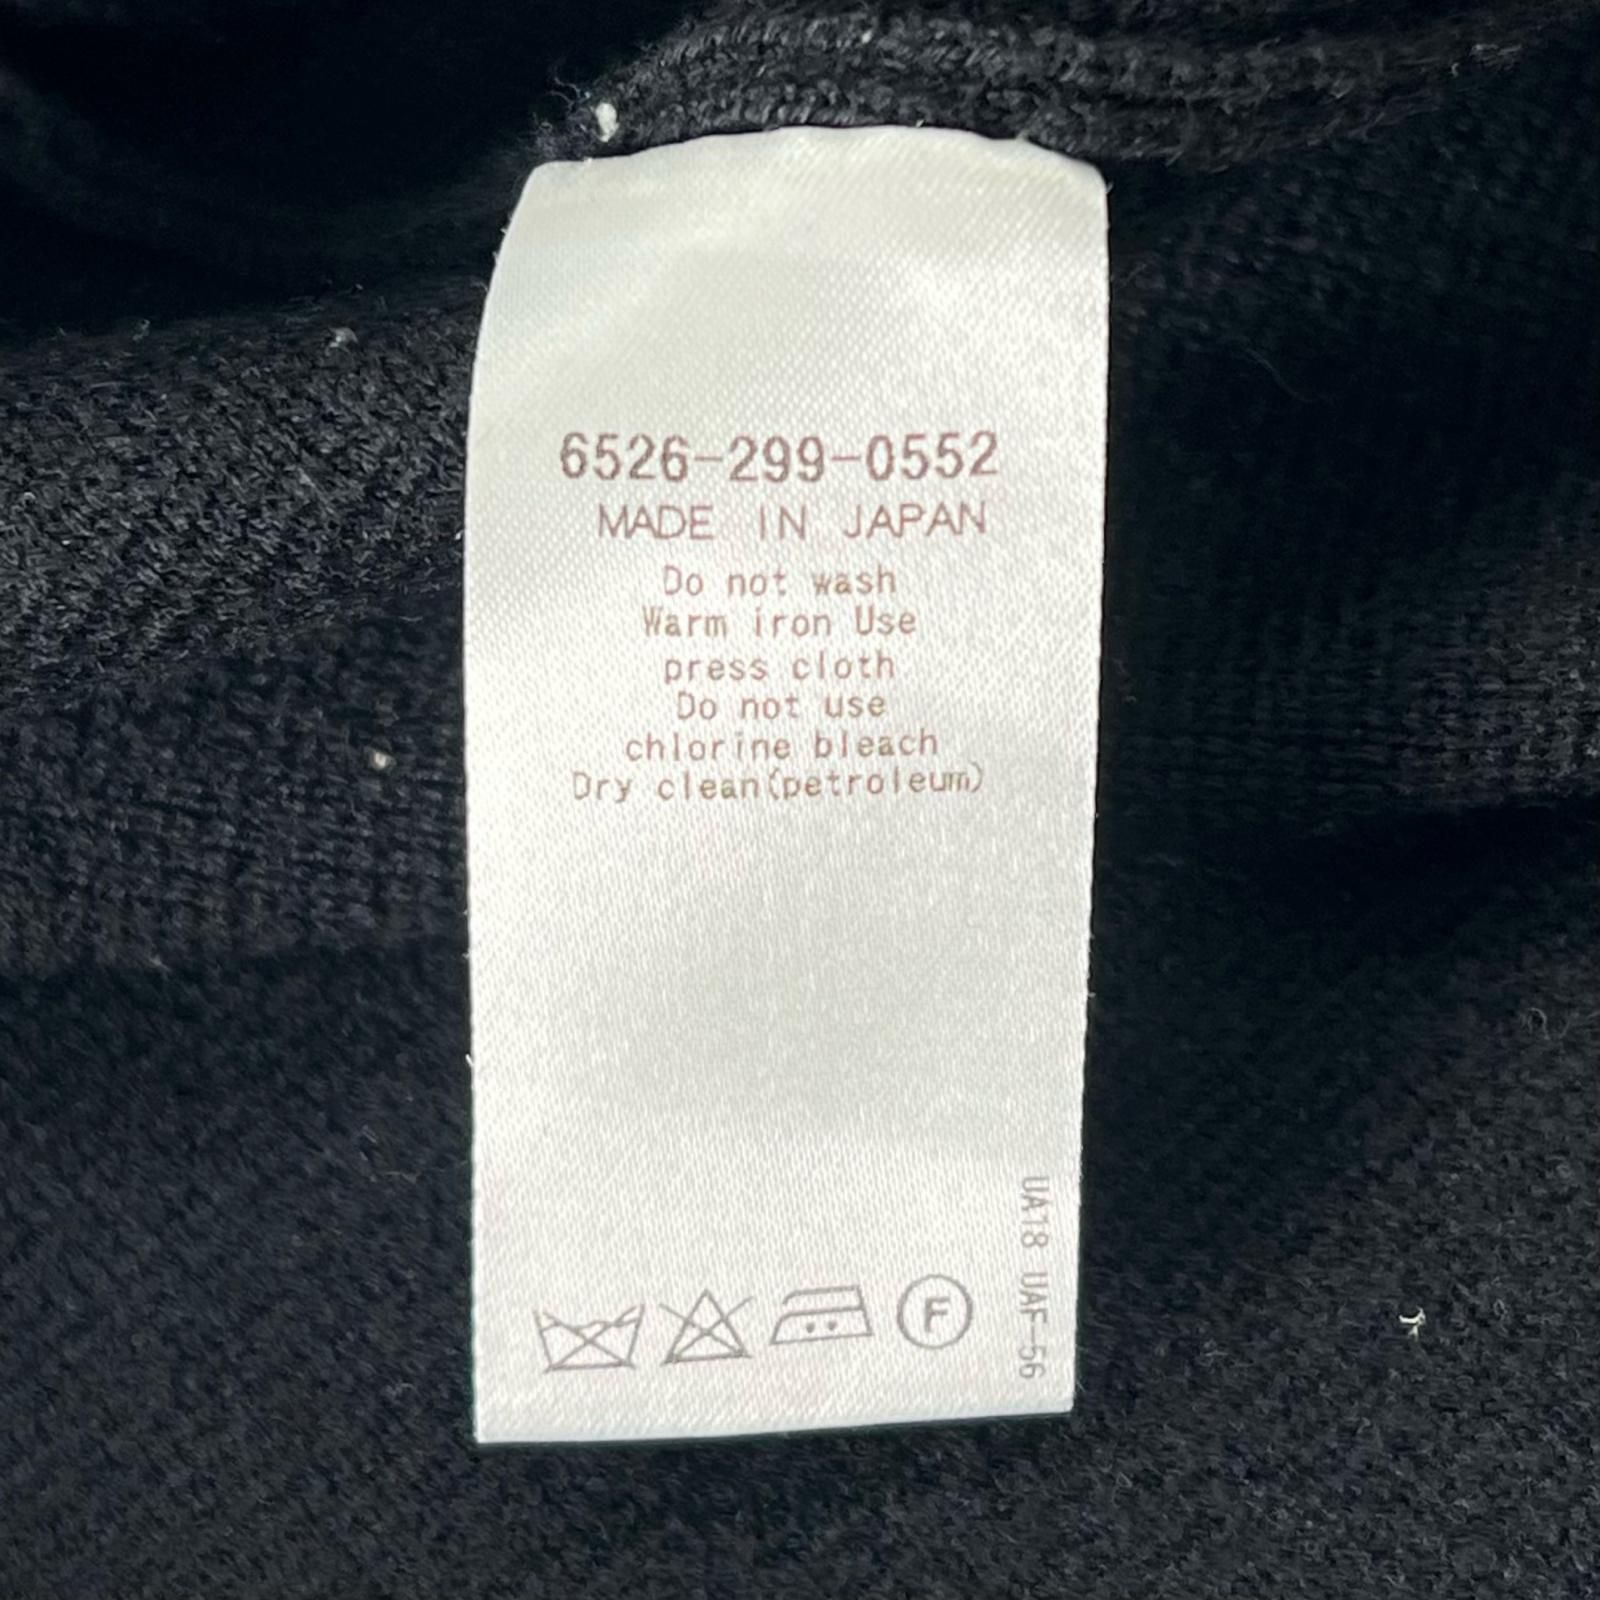 6526-299-0552
MADE IN JAPAN
Do not wash
Warm iron Use
press cloth
Do not use
chlorine bleach
Dry clean(petroleum)
F
UA18 UAF-56